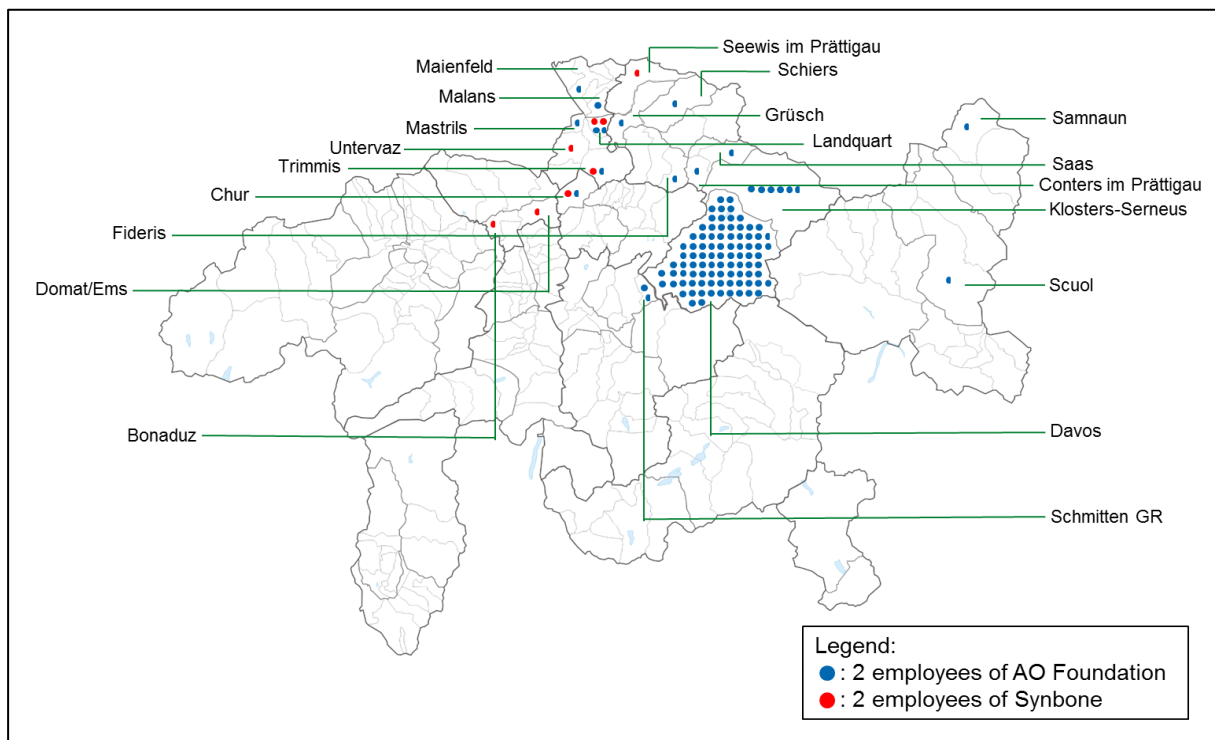 Seewis im Prättigau
Maienfeld
Schiers
Malans
Grüsch
Samnaun
Mastrils
Landquart
Untervaz
Saas
Trimmis
Conters im Prättigau
Chur
Klosters-Serneus
Fideris
Domat/Ems
Scuol
Bonaduz
Davos
Schmitten GR
Legend:
: 2 employees of AO Foundation
: 2 employees of Synbone